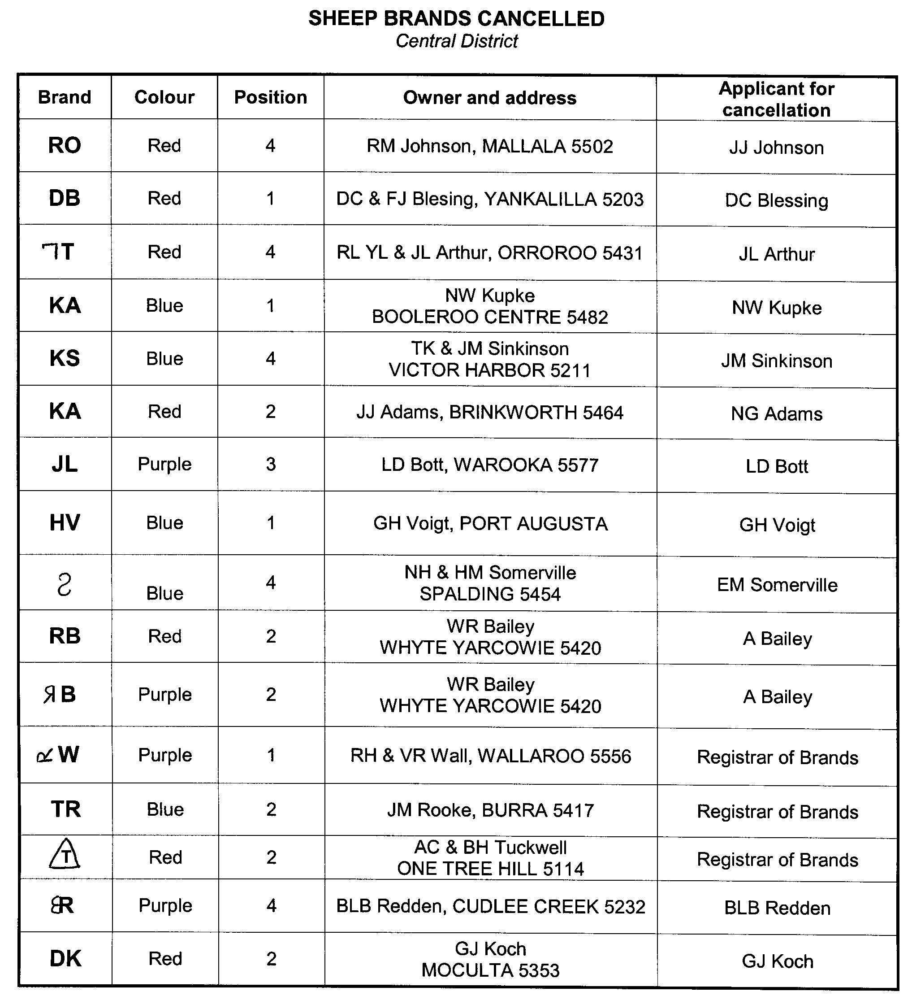 SHEEP BRANDS CANCELLED
Central District
Brand Colour Position Owner and address Applicant for cancellation
RO Red 4 RM Johnson, MALLALA 5502 JJ Johnson
DB Red 1 DC & FJ Blesing, YANKALILLA 5203 DC Blessing
T Red 4 RL YL & JL Arthur, ORROROO 5431 JL Arthur
KA Blue 1 NW Kupke
BOOLEROO CENTRE 5482 NW Kupke
KS Blue 4 TK & JM Sinkinson
VICTOR HARBOR 5211 JM Sinkinson
KA Red 2 JJ Adams, BRINKWORTH 5464 NG Adams
JL Purple 3 LD Bott, WAROOKA 5577 LD Bott
HV Blue 1 GH Voigt, PORT AUGUSTA GH Voigt
Blue 4 NH & HM Somerville
SPALDING 5454 EM Somerville
RB Red 2 WR Bailey
WHYTE YARCOWIE 5420 A Bailey
ЯB Purple 2 WR Bailey
WHYTE YARCOWIE 5420 A Bailey
RW Purple 1 RH & VR Wall, WALLAROO 5556 Registrar of Brands
TR Blue 2 JM Rooke, BURRA 5417 Registrar of Brands
T Red 2 AC & BH Tuckwell
ONE TREE HILL 5114 Registrar of Brands
BR Purple 4 BLB Redden, CUDLEE CREEK 5232 BLB Redden
DK Red 2 GJ Koch
MOCULTA 5353 GJ Koch